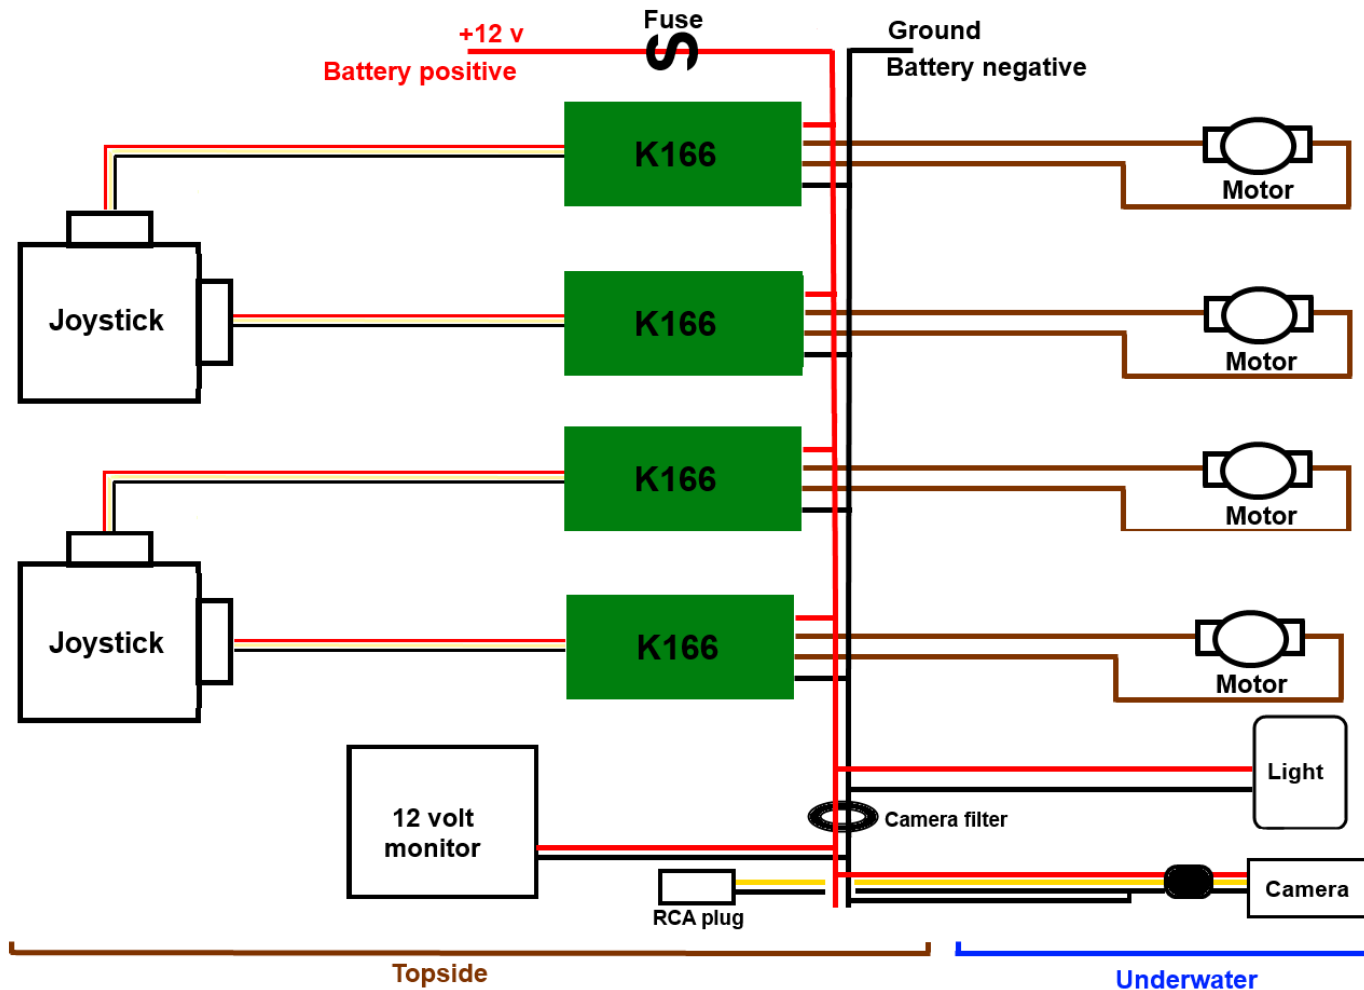 Fuse
+12 v
Battery positive
Ground
Battery negative
K166
Motor
Joystick
K166
Motor
K166
Motor
Joystick
K166
Motor
Light
12 volt
monitor
Camera filter
RCA plug
Camera
Topside
Underwater